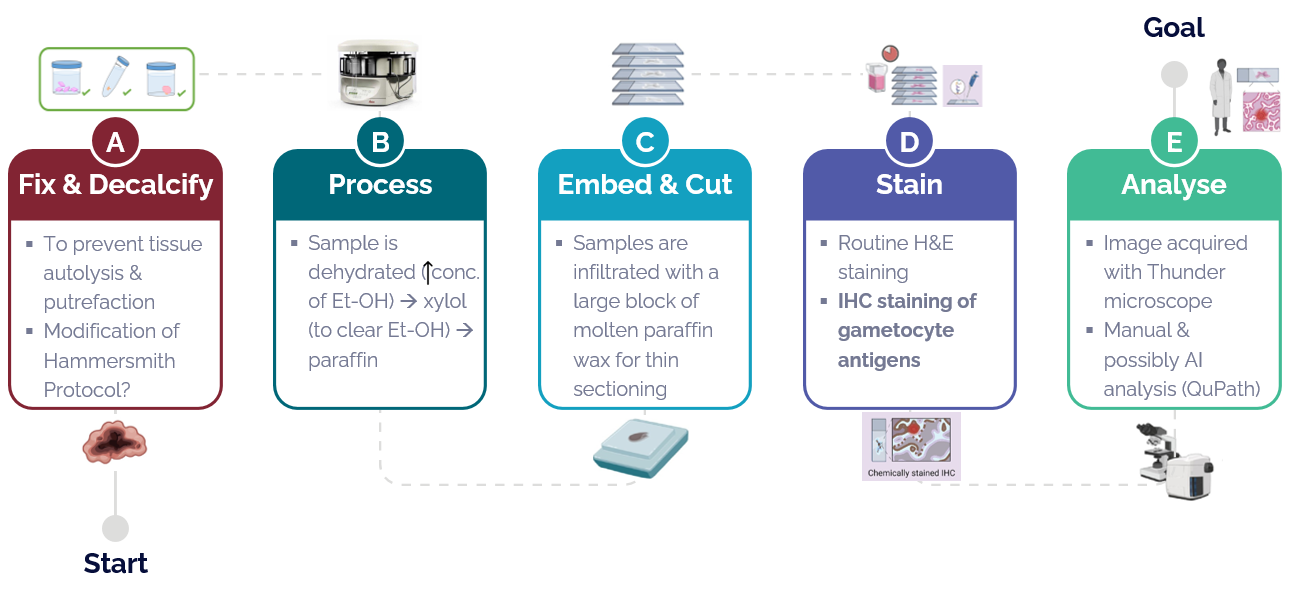 Goal
A
Fix & Decalcify
▪ To prevent tissue
autolysis &
putrefaction
▪ Modification of
Hammersmith
Protocol?
B
Process
▪ Sample is
dehydrated (↑conc.
of Et-OH) → xylol
(to clear Et-OH) →
paraffin
C
Embed & Cut
▪ Samples are
infiltrated with a
large block of
molten paraffin
wax for thin
sectioning
D
Stain
▪ Routine H&E
staining
▪ IHC staining of
gametocyte
antigens
Chemically stained IHC
E
Analyse
▪ Image acquired
with Thunder
microscope
▪ Manual &
possibly AI
analysis (QuPath)
Start